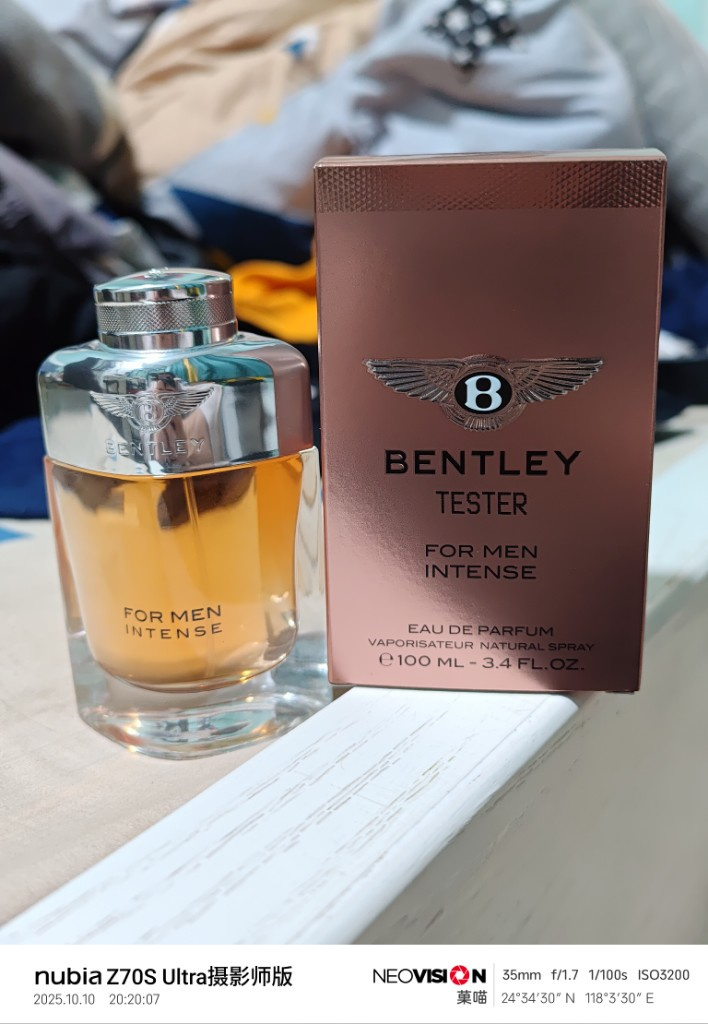 BENTLEY
FOR MEN
INTENSE
B
BENTLEY
TESTER
FOR MEN
INTENSE
EAU DE PARFUM
VAPORISATEUR NATURAL SPRAY
℮ 100 ML - 3.4 FL.OZ.
nubia Z70S Ultra摄影师版
2025.10.10 20:20:07
NEOVISION
35mm f/1.7 1/100s ISO3200
菓喵
24°34'30" N 118°3'30" E